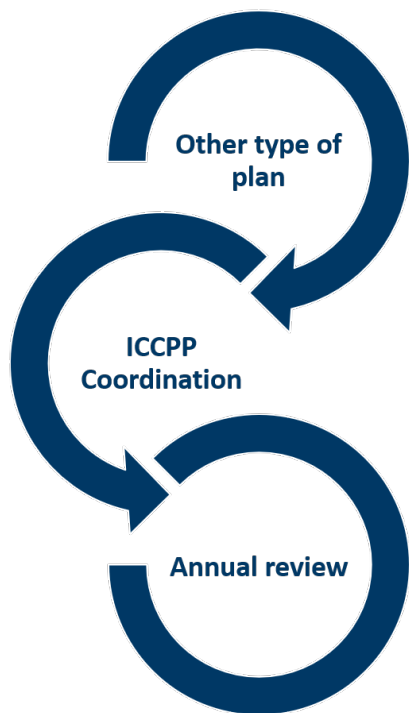 Other type of
plan
ICCPP
Coordination
Annual review